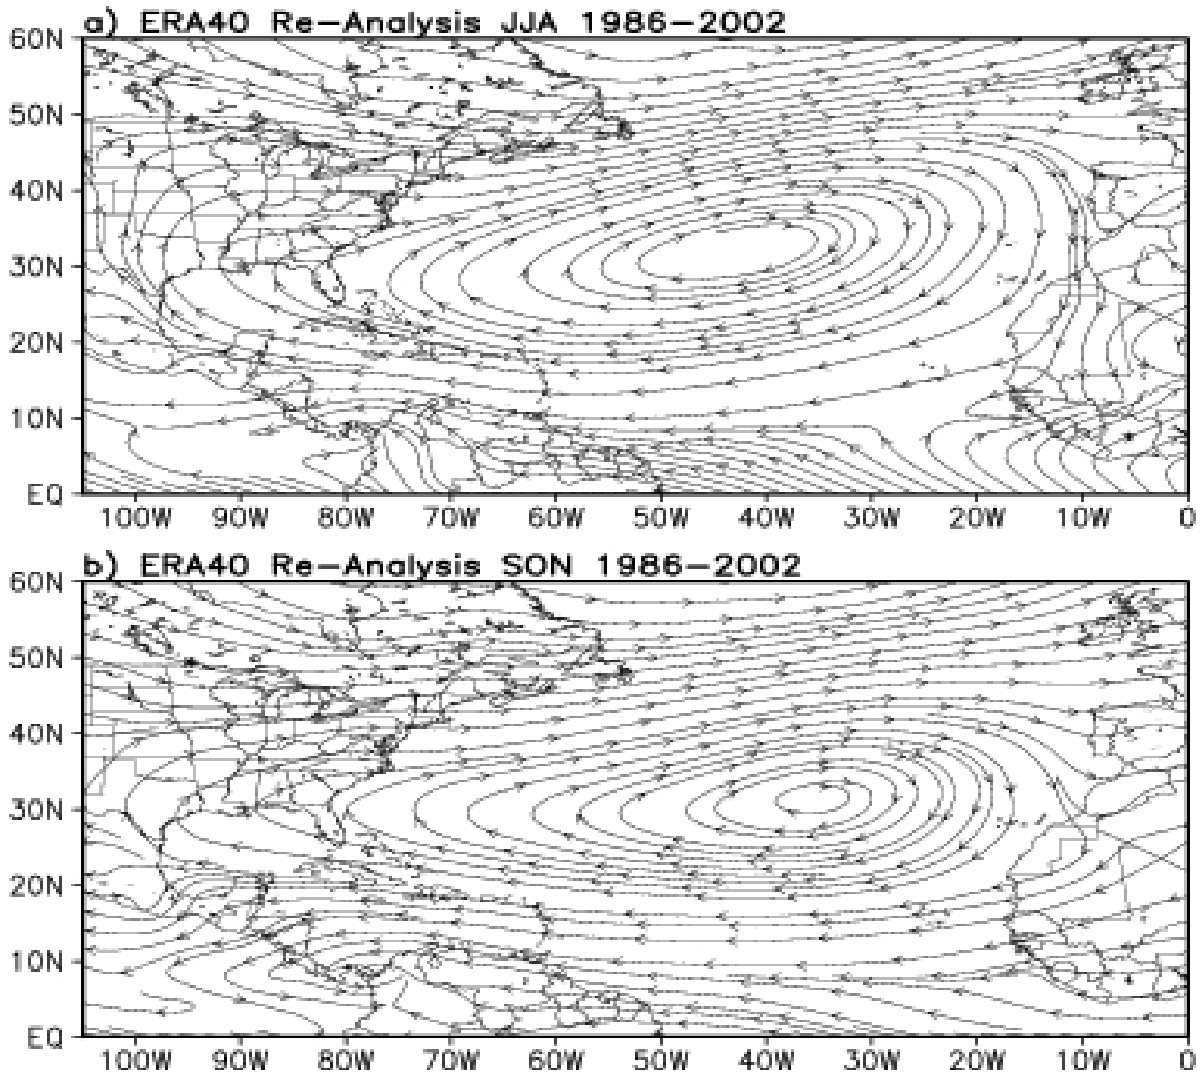 a) ERA40 Re-Analysis JJA 1986-2002
60N
50N
40N
30N
20N
10N
EQ
100W 90W 80W 70W 60W 50W 40W 30W 20W 10W 0
b) ERA40 Re-Analysis SON 1986-2002
60N
50N
40N
30N
20N
10N
EQ
100W 90W 80W 70W 60W 50W 40W 30W 20W 10W 0